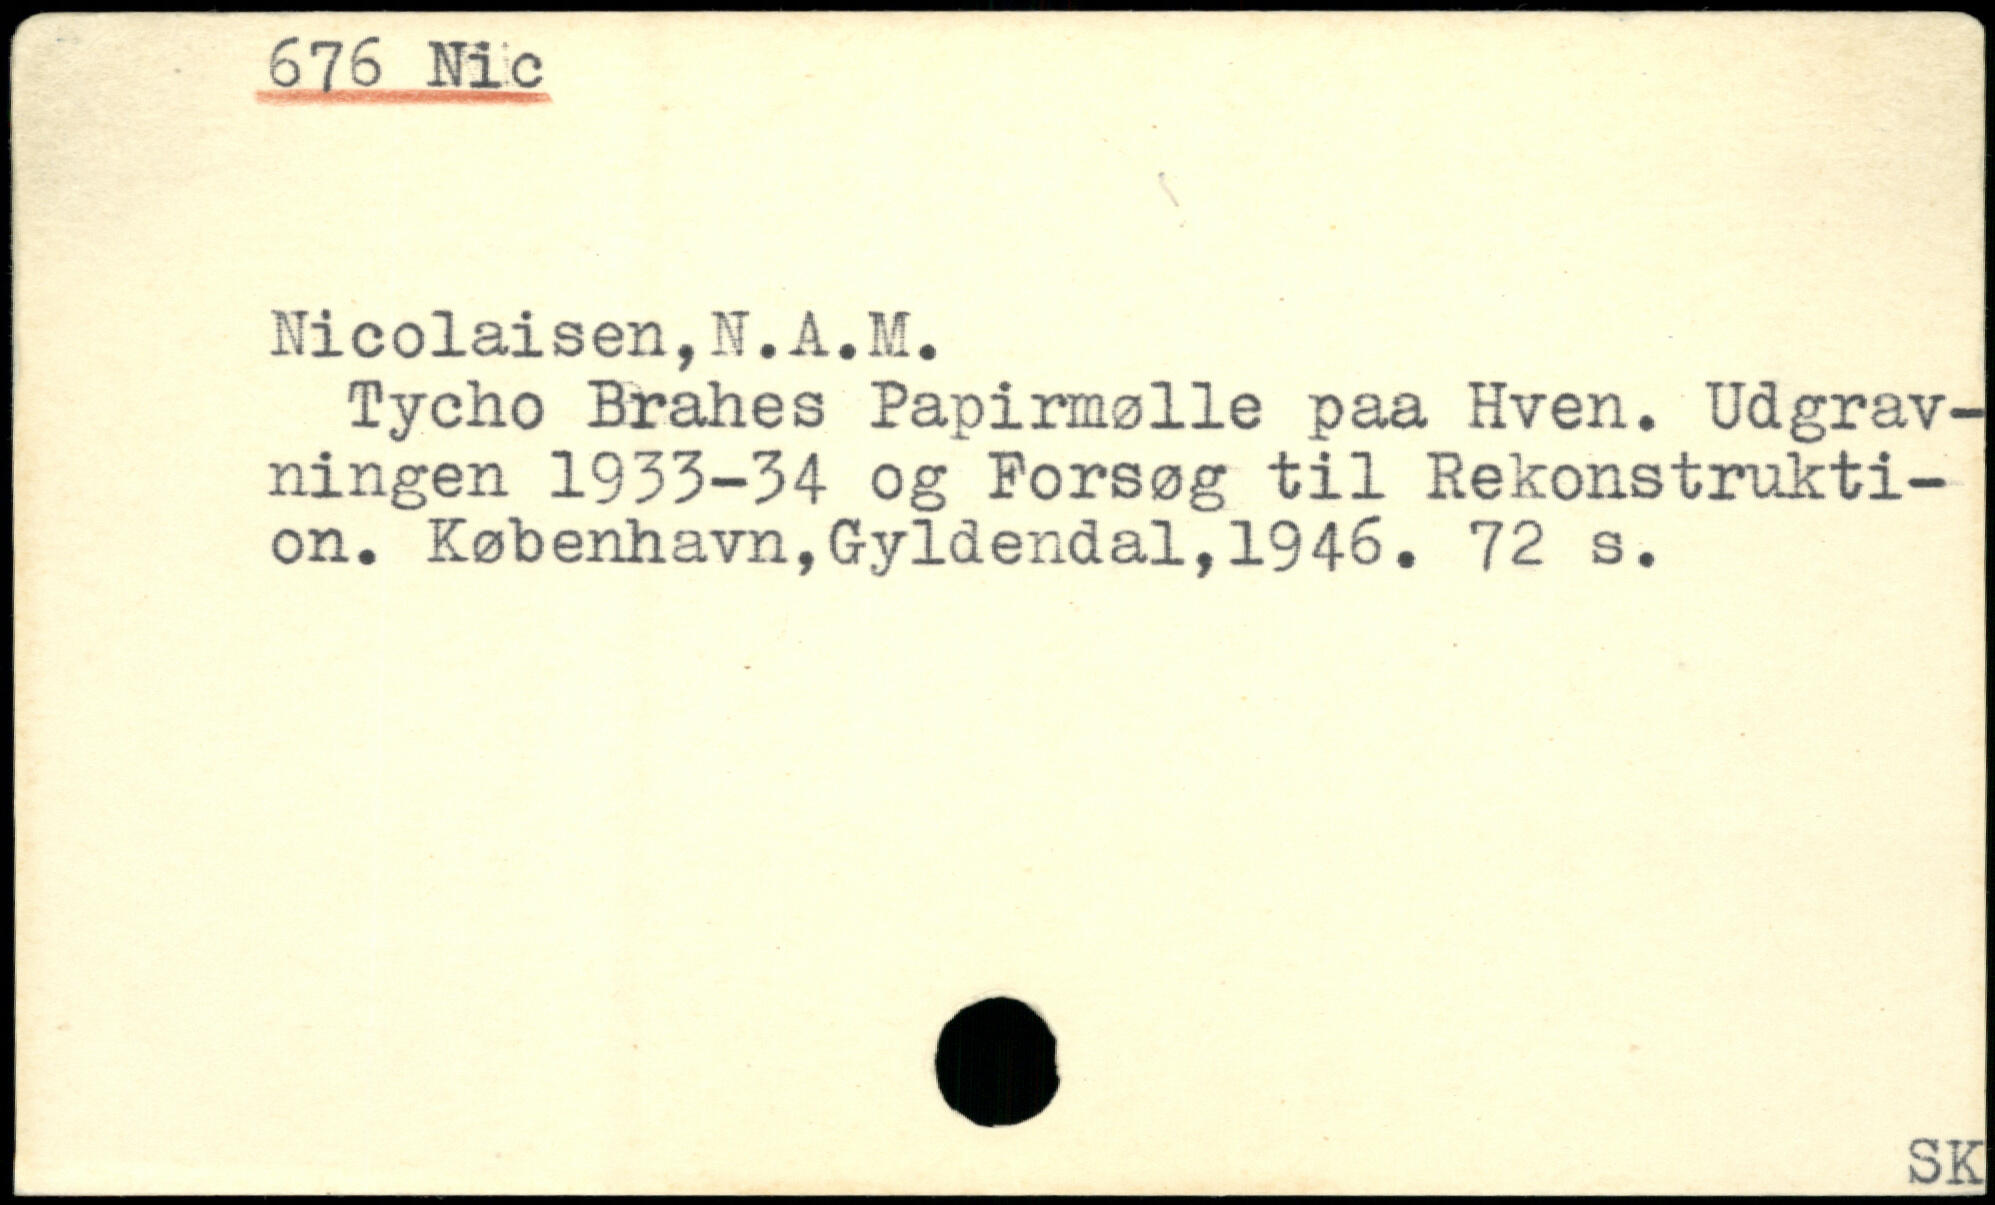 676 Nic
Nicolaisen,N.A.M.
Tycho Brahes Papirmølle paa Hven. Udgrav-
ningen 1933-34 og Forsøg til Rekonstrukti-
on. København,Gyldendal,1946. 72 s.
SK